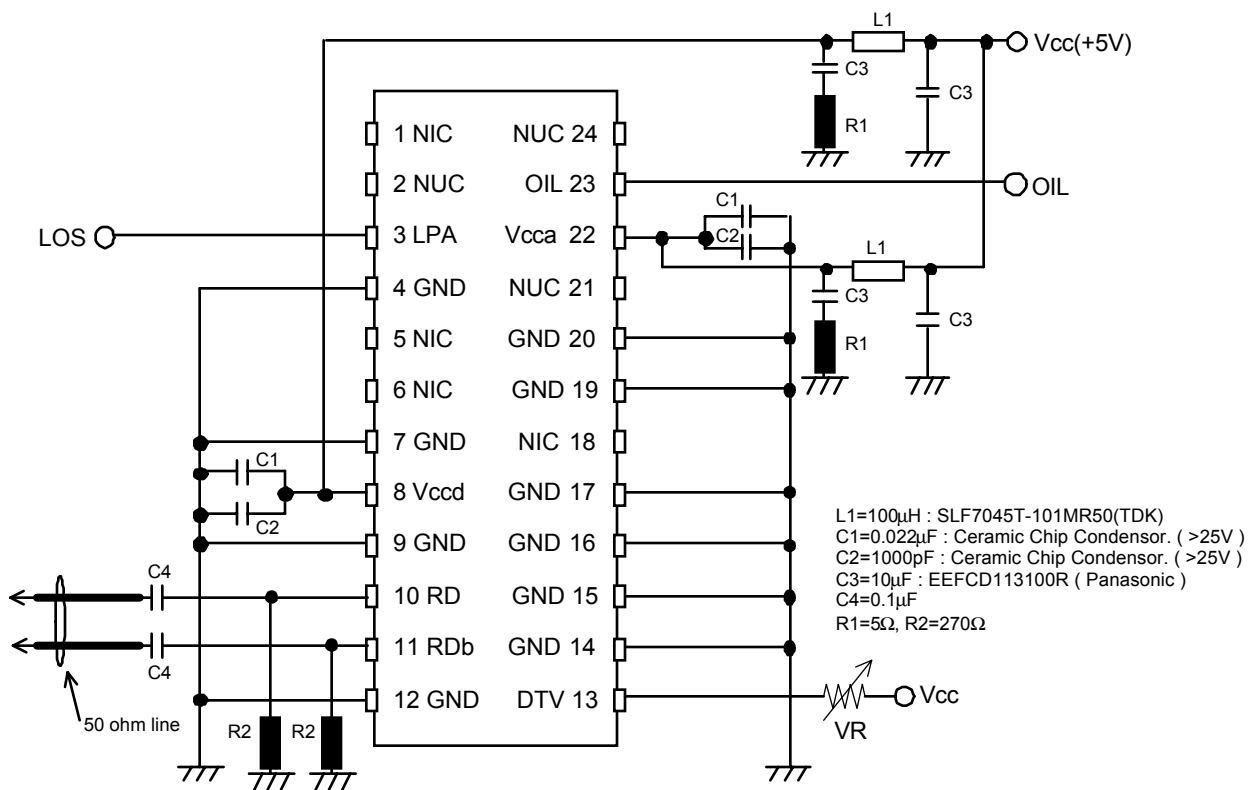 L1
Vcc(+5V)
C3
C3
R1
1 NIC
NUC 24
2 NUC
OIL 23
OIL
C1
LOS
3 LPA
Vcca 22
C2
L1
4 GND
NUC 21
C3
C3
5 NIC
GND 20
R1
6 NIC
GND 19
7 GND
NIC 18
C1
8 Vccd
GND 17
C2
9 GND
GND 16
L1=100µH : SLF7045T-101MR50(TDK)
C1=0.022µF : Ceramic Chip Condensor. ( >25V )
C2=1000pF : Ceramic Chip Condensor. ( >25V )
C3=10µF : EEFCD113100R ( Panasonic )
C4=0.1µF
R1=5Ω, R2=270Ω
C4
10 RD
GND 15
11 RDb
GND 14
C4
12 GND
DTV 13
Vcc
VR
50 ohm line
R2
R2